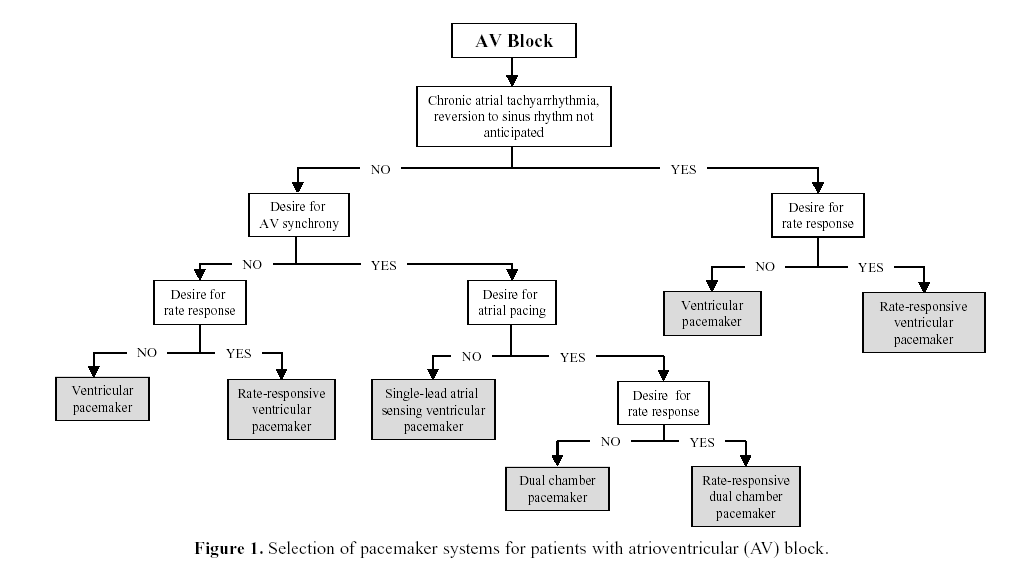 AV Block
Chronic atrial tachyarrhythmia,
reversion to sinus rhythm not
anticipated
NO
YES
Desire for
AV synchrony
Desire for
rate response
NO
YES
NO
YES
Desire for
rate response
Desire for
atrial pacing
Ventricular
pacemaker
Rate-responsive
ventricular
pacemaker
NO
YES
NO
YES
Ventricular
pacemaker
Rate-responsive
ventricular
pacemaker
Single-lead atrial
sensing ventricular
pacemaker
Desire for
rate response
NO
YES
Dual chamber
pacemaker
Rate-responsive
dual chamber
pacemaker
Figure 1. Selection of pacemaker systems for patients with atrioventricular (AV) block.